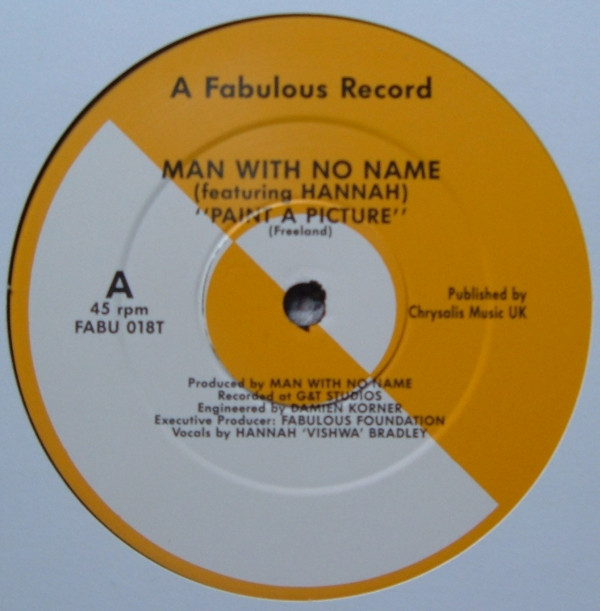 A Fabulous Record
MAN WITH NO NAME
(featuring HANNAH)
"PAINT A PICTURE"
(Freeland)
A
45 rpm
FABU 018T
Published by
Chrysalis Music UK
Produced by MAN WITH NO NAME
Recorded at G&T STUDIOS
Engineered by DAMIEN KORNER
Executive Producer: FABULOUS FOUNDATION
Vocals by HANNAH 'VISHWA' BRADLEY